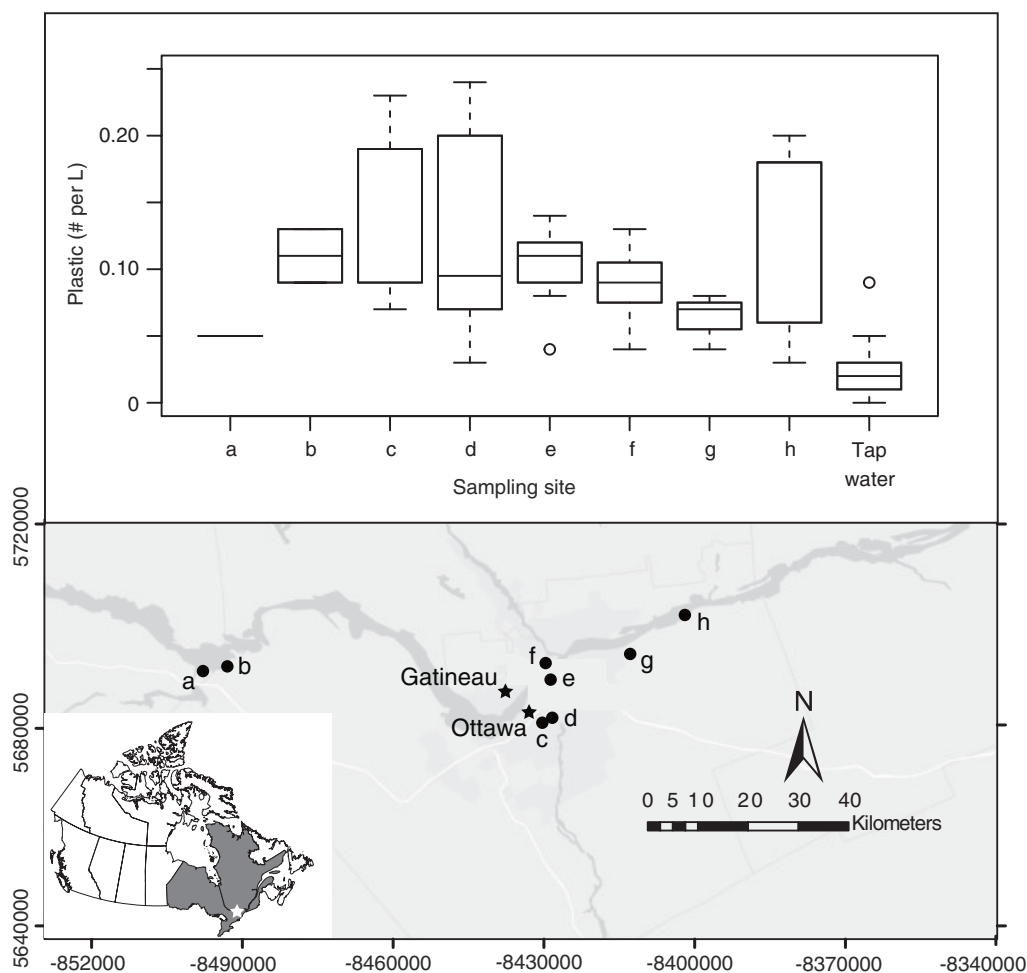 Plastic (# per L)
0.20
0.10
0
a b c d e f g h Tap water
Sampling site
5720000
5680000
5640000
a
b
f
e
Gatineau
Ottawa
c
d
g
h
N
0 5 10 20 30 40
Kilometers
-852000 -8490000 -8460000 -8430000 -8400000 -8370000 -8340000